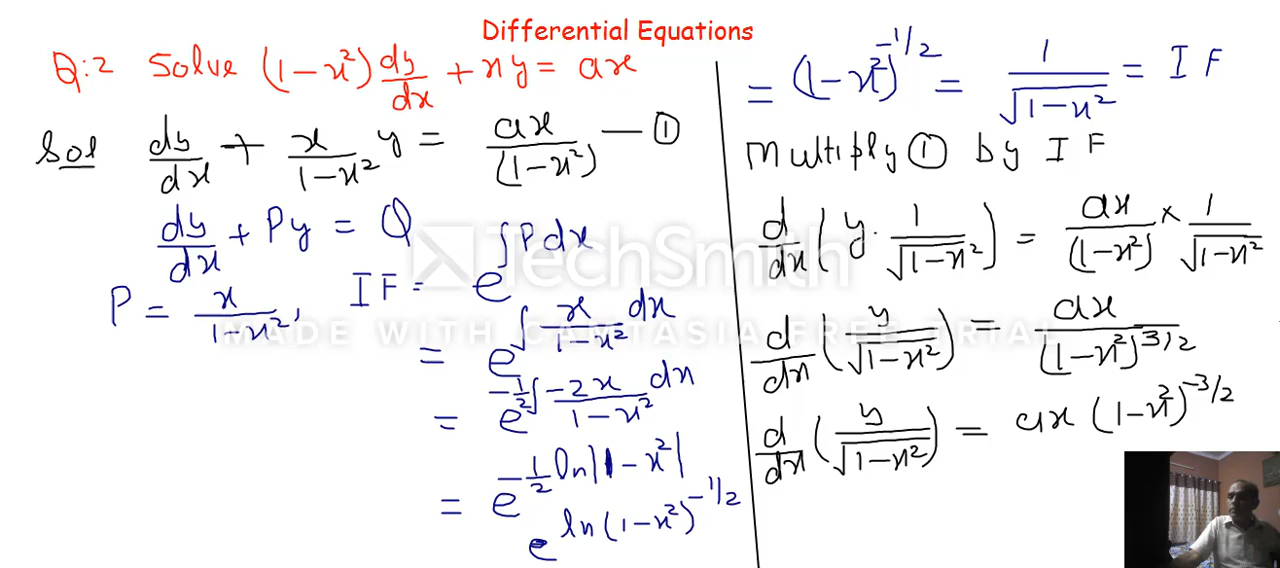 Differential Equations
Q:2 Solve (1-x²) dy/dx + xy = ax
Sol dy/dx + x/(1-x²) y = ax/(1-x²) — ①
dy/dx + Py = Q
P = x/(1-x²), IF = e^∫Pdx
= e^∫ x/(1-x²) dx
= e^-1/2 ∫ -2x/(1-x²) dx
= e^-1/2 ln|1-x²|
e^ln(1-x²)^-1/2
= (1-x²)^-1/2 = 1/√(1-x²) = IF
Multiply ① by IF
d/dx (y · 1/√(1-x²)) = ax/(1-x²) × 1/√(1-x²)
d/dx (y/√(1-x²)) = ax/(1-x²)^3/2
d/dx (y/√(1-x²)) = ax (1-x²)^-3/2
TechSmith
MADE WITH CAMTASIA FREE TRIAL